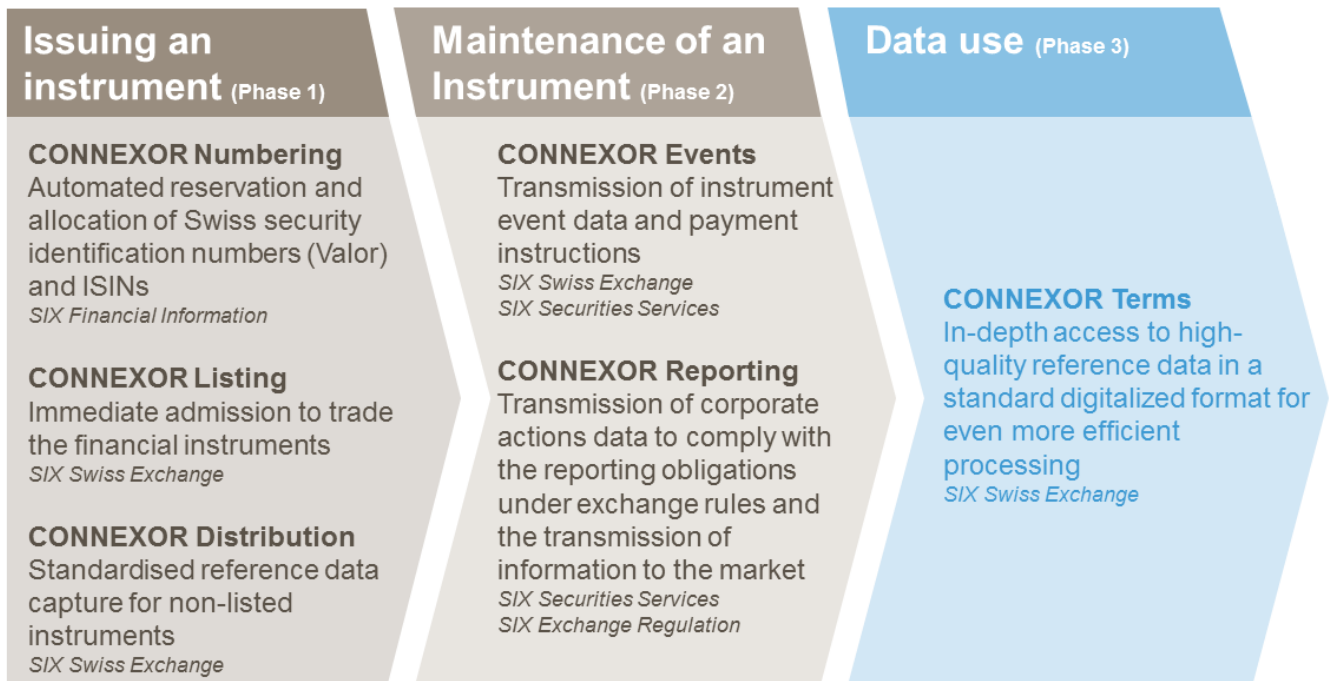 Issuing an
instrument (Phase 1)
CONNEXOR Numbering
Automated reservation and
allocation of Swiss security
identification numbers (Valor)
and ISINs
SIX Financial Information
CONNEXOR Listing
Immediate admission to trade
the financial instruments
SIX Swiss Exchange
CONNEXOR Distribution
Standardised reference data
capture for non-listed
instruments
SIX Swiss Exchange
Maintenance of an
Instrument (Phase 2)
CONNEXOR Events
Transmission of instrument
event data and payment
instructions
SIX Swiss Exchange
SIX Securities Services
CONNEXOR Reporting
Transmission of corporate
actions data to comply with
the reporting obligations
under exchange rules and
the transmission of
information to the market
SIX Securities Services
SIX Exchange Regulation
Data use (Phase 3)
CONNEXOR Terms
In-depth access to high-
quality reference data in a
standard digitalized format for
even more efficient
processing
SIX Swiss Exchange